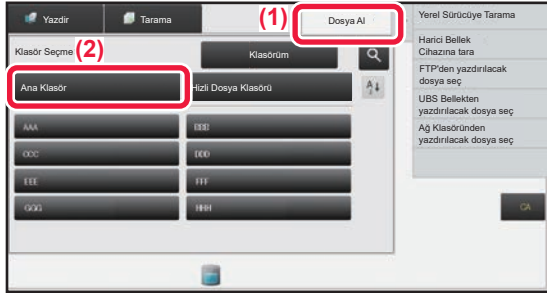 Yazdir
Tarama
(1)
Dosya Al
Klasör Seçme
(2)
Klasörüm
Ana Klasör
Hizli Dosya Klasörü
AAA
BBB
CCC
DDD
EEE
FFF
GGG
HHH
Yerel Sürücüye Tarama
Harici Bellek
Cihazına tara
FTP'den yazdırılacak
dosya seç
UBS Bellekten
yazdırılacak dosya seç
Ağ Klasöründen
yazdırılacak dosya seç
CA